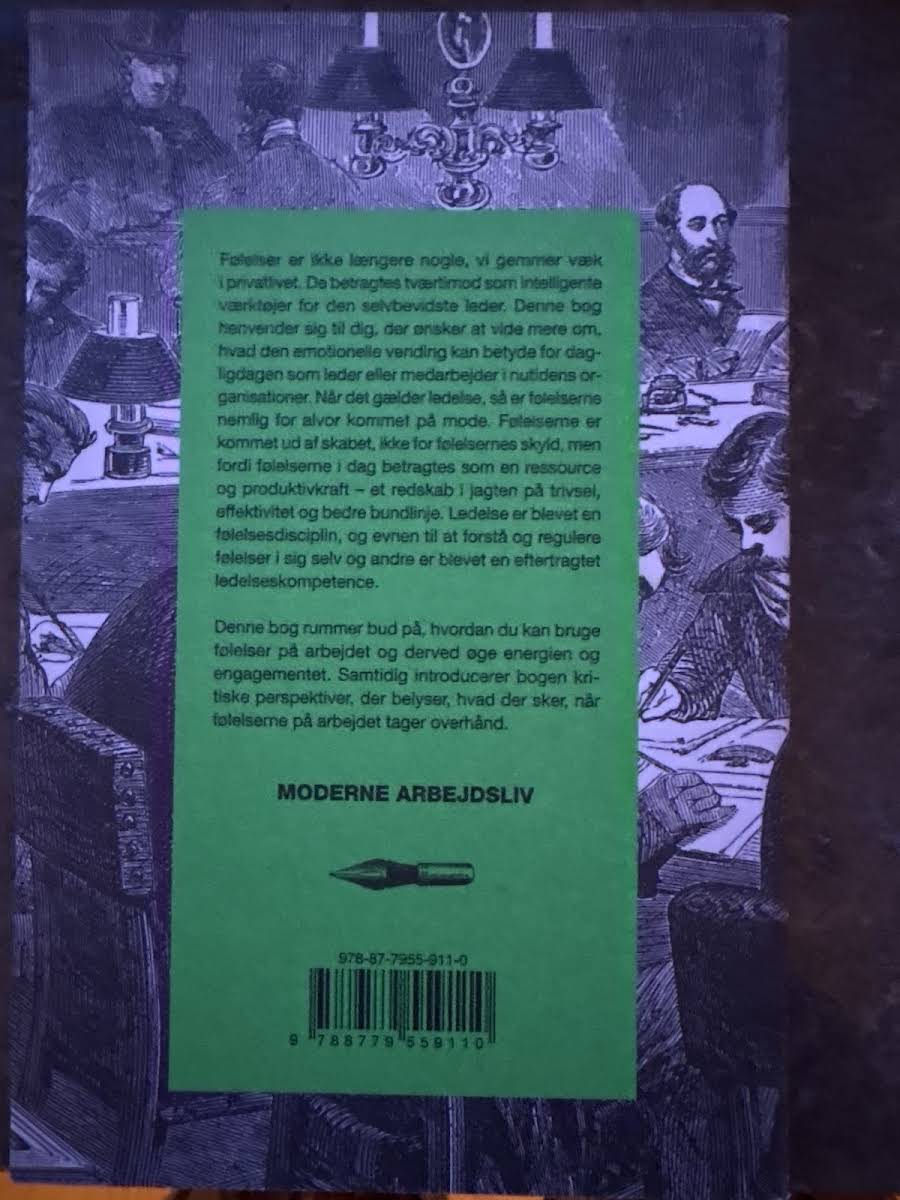 Følelser er ikke længere nogle, vi gemmer væk
i privatlivet. De betragtes tværtimod som intelligente
værktøjer for den selvbevidste leder. Denne bog
henvender sig til dig, der ønsker at vide mere om,
hvad den emotionelle vending kan betyde for dag-
ligdagen som leder eller medarbejder i nutidens or-
ganisationer. Når det gælder ledelse, så er følelserne
nemlig for alvor kommet på mode. Følelserne er
kommet ud af skabet, ikke for følelsernes skyld, men
fordi følelserne i dag betragtes som en ressource
og produktivkraft – et redskab i jagten på trivsel,
effektivitet og bedre bundlinje. Ledelse er blevet en
følelsesdisciplin, og evnen til at forstå og regulere
følelser i sig selv og andre er blevet en eftertragtet
ledelseskompetence.
Denne bog rummer bud på, hvordan du kan bruge
følelser på arbejdet og derved øge energien og
engagementet. Samtidig introducerer bogen kri-
tiske perspektiver, der belyser, hvad der sker, når
følelserne på arbejdet tager overhånd.
MODERNE ARBEJDSLIV
978-87-7955-911-0
9 788779 559110